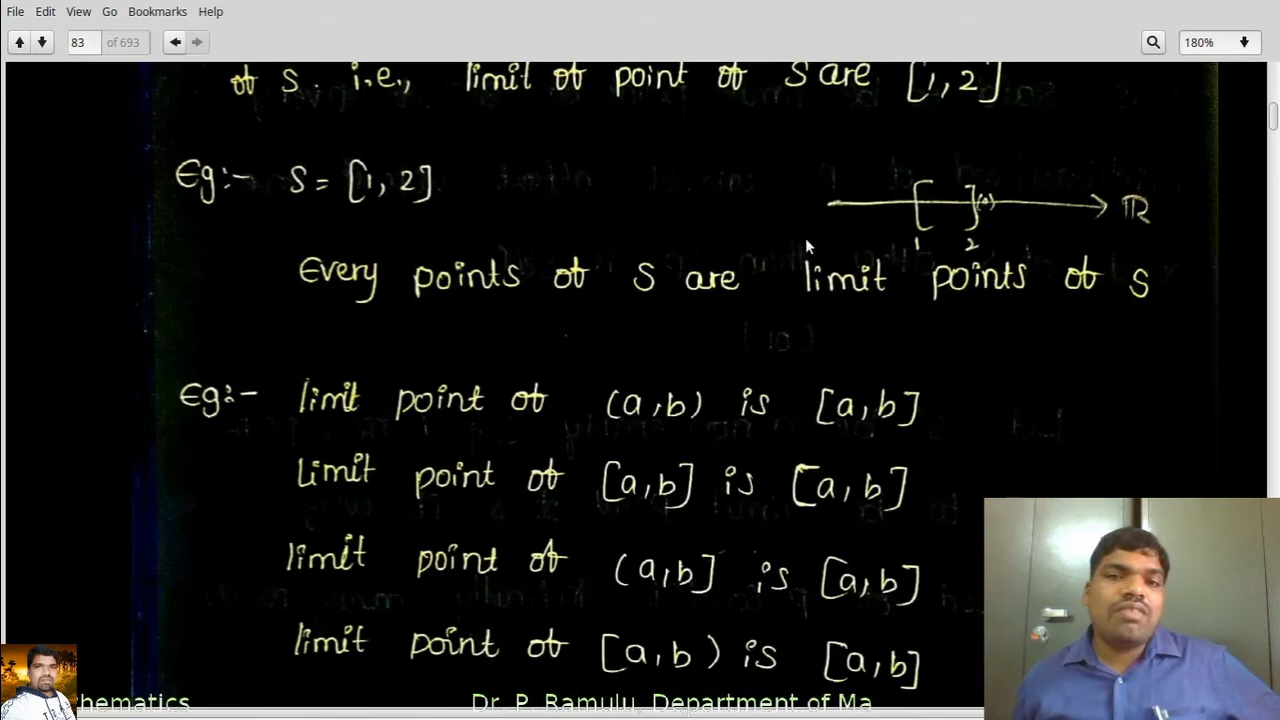 File Edit View Go Bookmarks Help
83 of 693 180%
of S. i.e., limit of point of S are [1, 2]
Eg:- S = [1, 2]
[ ](•) ℝ
1 2
Every points of S are limit points of S
Eg:- limit point of (a, b) is [a, b]
limit point of [a, b] is [a, b]
limit point of (a, b] is [a, b]
limit point of [a, b) is [a, b]
hematics Dr. P. Ramulu, Department of Ma